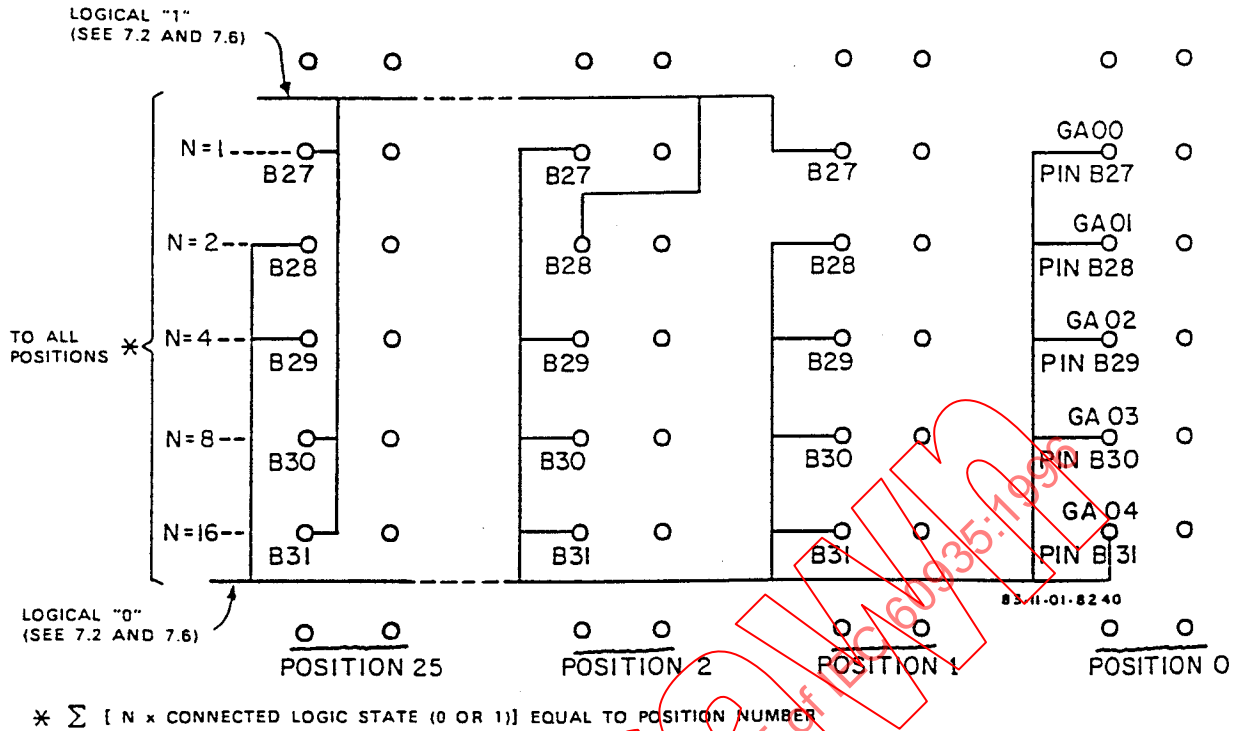 LOGICAL "1"
(SEE 7.2 AND 7.6)
N=1
B27
B27
B27
GA00
PIN B27
N=2
B28
B28
B28
GA01
PIN B28
TO ALL
POSITIONS *
N=4
B29
B29
B29
GA 02
PIN B29
N=8
B30
B30
B30
GA 03
PIN B30
N=16
B31
B31
B31
GA 04
PIN B31
LOGICAL "0"
(SEE 7.2 AND 7.6)
83-11-01-8240
POSITION 25
POSITION 2
POSITION 1
POSITION 0
* Σ [ N x CONNECTED LOGIC STATE (0 OR 1)] EQUAL TO POSITION NUMBER
of IEC 60935:1996